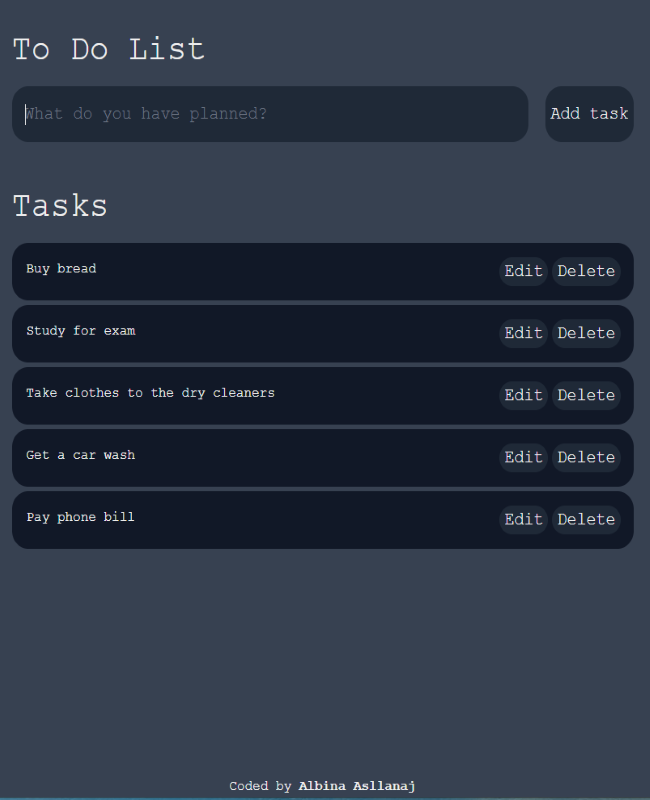 To Do List
What do you have planned?
Add task
Tasks
Buy bread
Edit Delete
Study for exam
Edit Delete
Take clothes to the dry cleaners
Edit Delete
Get a car wash
Edit Delete
Pay phone bill
Edit Delete
Coded by Albina Asllanaj